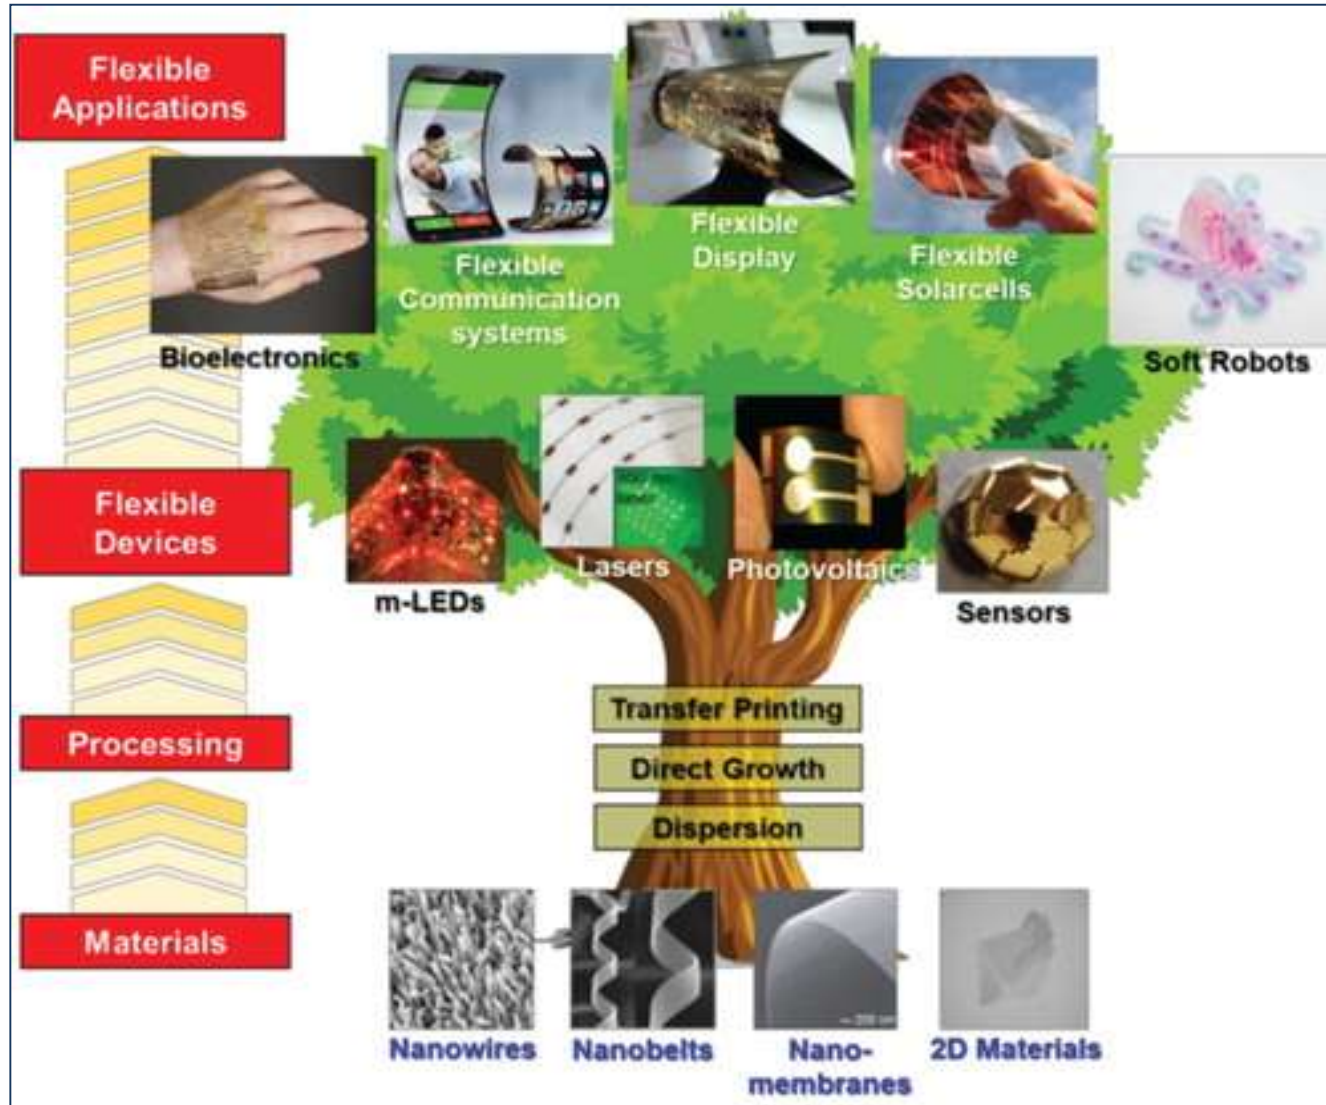 Flexible
Applications
Flexible
Display
Flexible
Communication
systems
Flexible
Solarcells
Bioelectronics
Soft Robots
Flexible
Devices
m-LEDs
Lasers
Photovoltaics
Sensors
Processing
Transfer Printing
Direct Growth
Dispersion
Materials
Nanowires
Nanobelts
Nano-
membranes
2D Materials